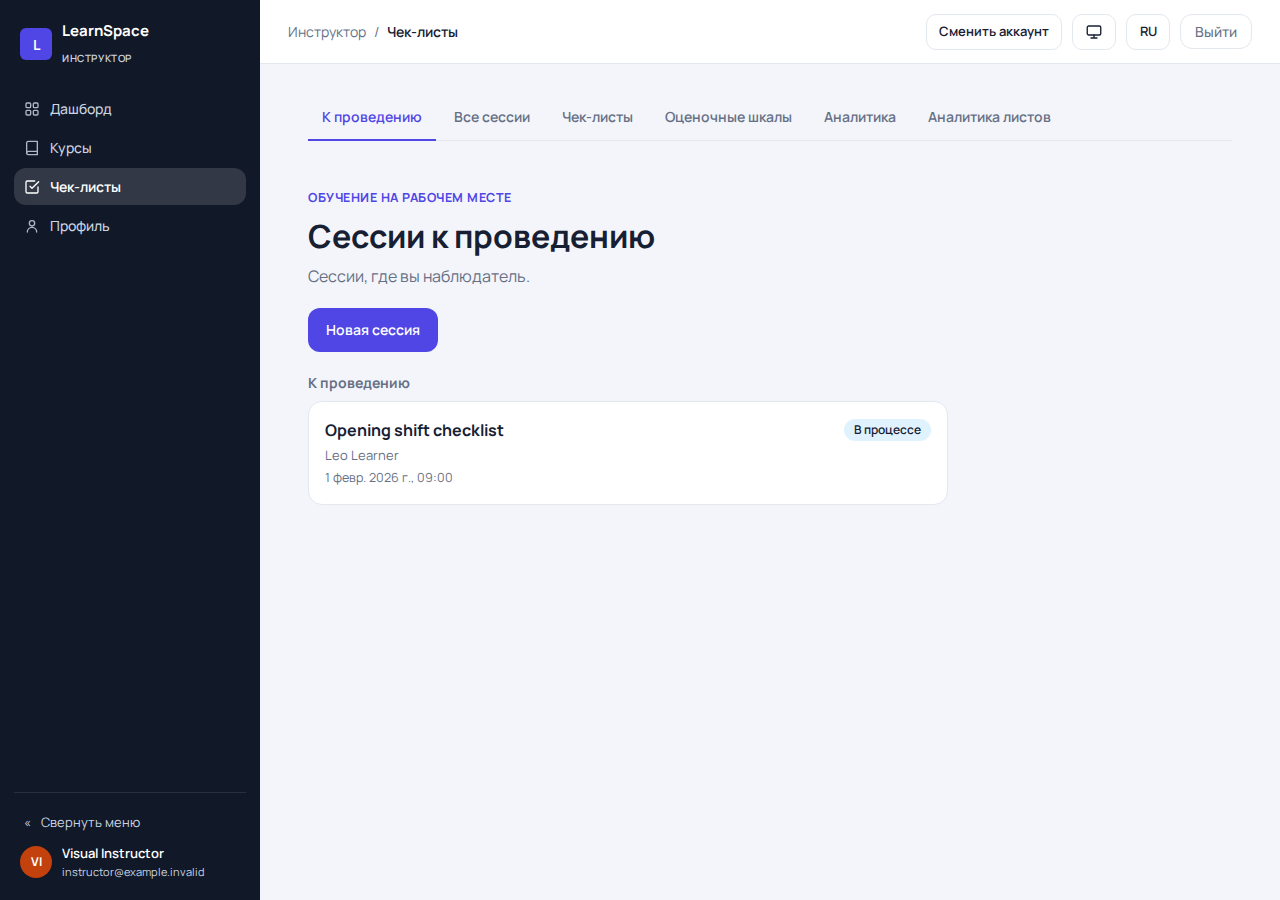 L
LearnSpace
ИНСТРУКТОР
Дашборд
Курсы
Чек-листы
Профиль
« Свернуть меню
VI
Visual Instructor
instructor@example.invalid
Инструктор / Чек-листы
Сменить аккаунт
RU
Выйти
К проведению
Все сессии
Чек-листы
Оценочные шкалы
Аналитика
Аналитика листов
ОБУЧЕНИЕ НА РАБОЧЕМ МЕСТЕ
Сессии к проведению
Сессии, где вы наблюдатель.
Новая сессия
К проведению
Opening shift checklist
В процессе
Leo Learner
1 февр. 2026 г., 09:00